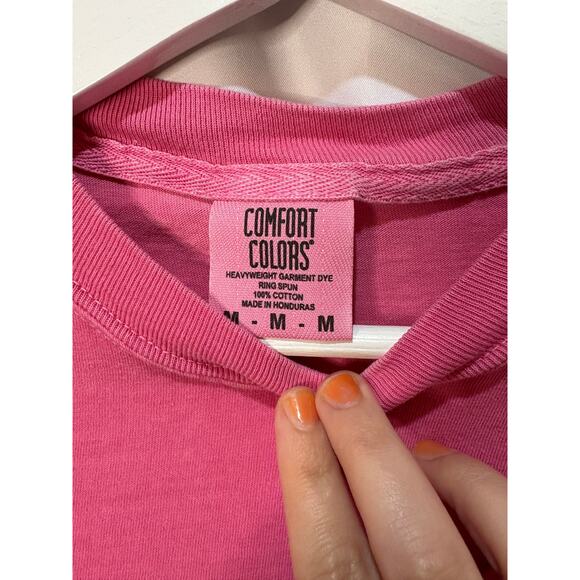 COMFORT
COLORS®
HEAVYWEIGHT GARMENT DYE
RING SPUN
100% COTTON
MADE IN HONDURAS
M - M - M